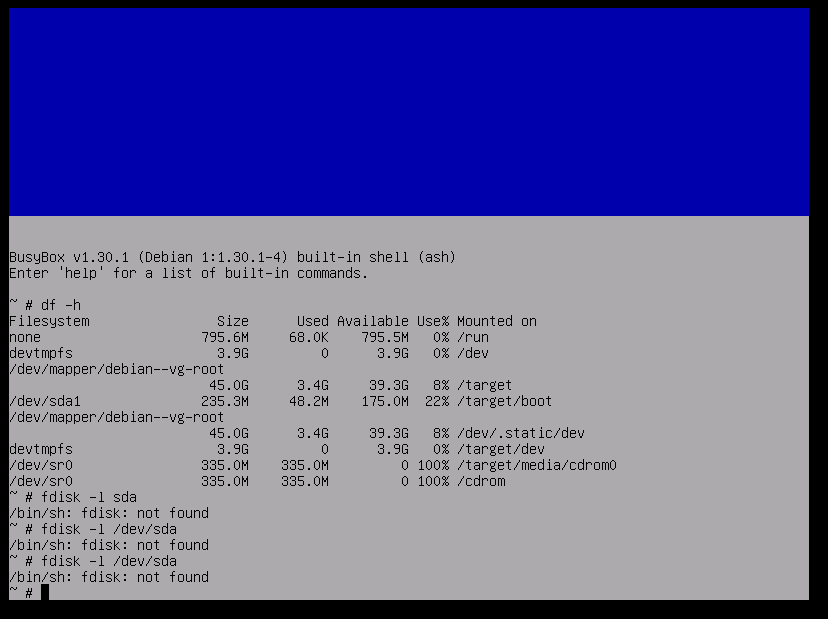 BusyBox v1.30.1 (Debian 1:1.30.1-4) built-in shell (ash)
Enter 'help' for a list of built-in commands.
~ # df -h
Filesystem                Size      Used Available Use% Mounted on
none                    795.6M     68.0K    795.5M   0% /run
devtmpfs                  3.9G         0      3.9G   0% /dev
/dev/mapper/debian--vg-root
                         45.0G      3.4G     39.3G   8% /target
/dev/sda1               235.3M     48.2M    175.0M  22% /target/boot
/dev/mapper/debian--vg-root
                         45.0G      3.4G     39.3G   8% /dev/.static/dev
devtmpfs                  3.9G         0      3.9G   0% /target/dev
/dev/sr0                335.0M    335.0M         0 100% /target/media/cdrom0
/dev/sr0                335.0M    335.0M         0 100% /cdrom
~ # fdisk -l sda
/bin/sh: fdisk: not found
~ # fdisk -l /dev/sda
/bin/sh: fdisk: not found
~ # fdisk -l /dev/sda
/bin/sh: fdisk: not found
~ #